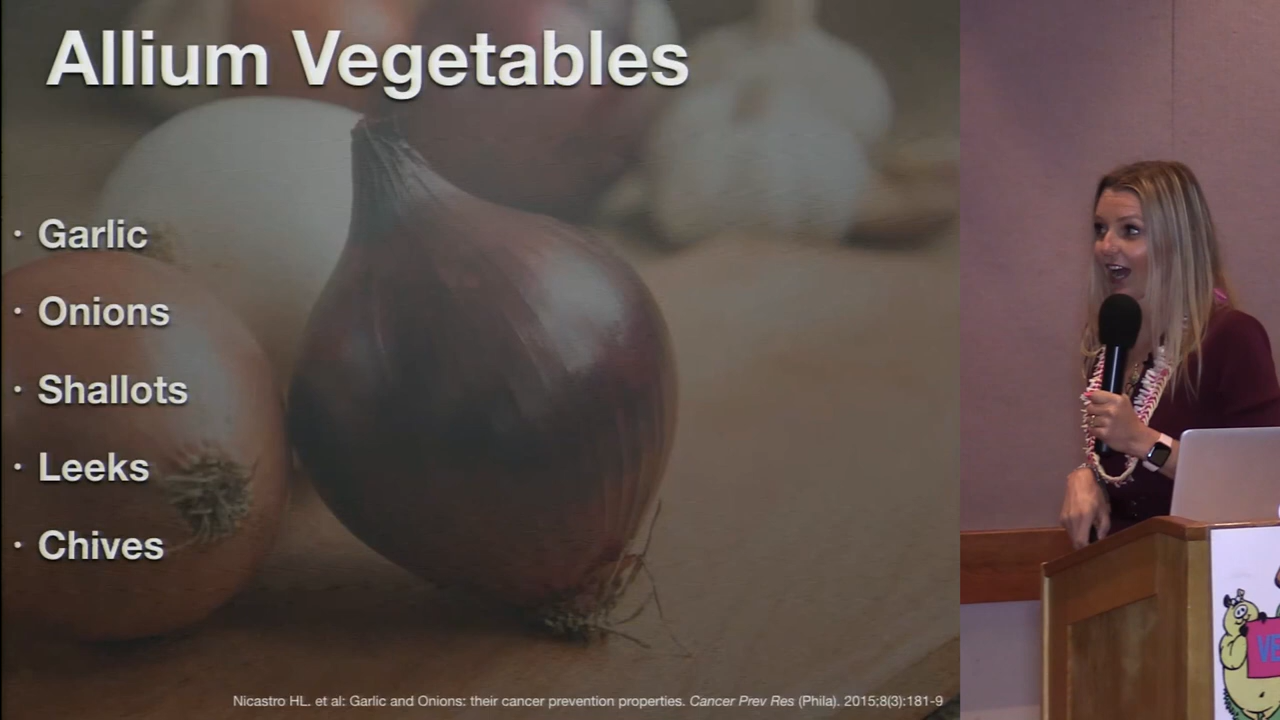 Allium Vegetables
· Garlic
· Onions
· Shallots
· Leeks
· Chives
Nicastro HL. et al: Garlic and Onions: their cancer prevention properties. Cancer Prev Res (Phila). 2015;8(3):181-9